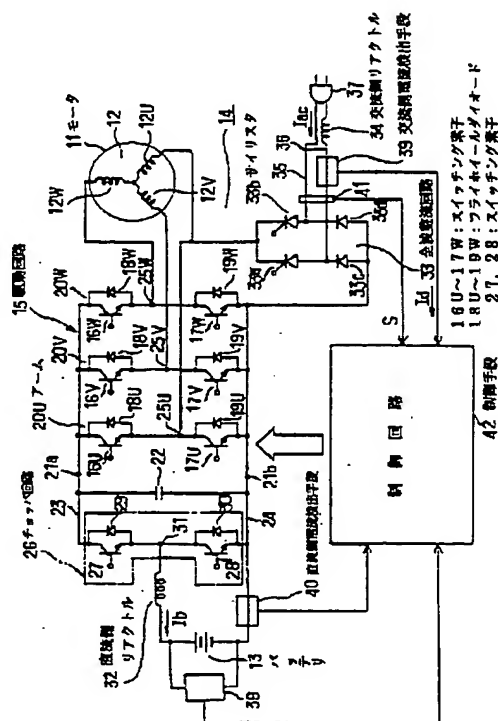 11 モータ
12
12U
12W
12V
14
15 駆動回路
20W
18W
25W
16W
19W
17W
20V
18V
25V
16V
19V
17V
20U アーム
18U
25U
16U
19U
17U
21a
21b
22
23
24
26 チョッパ回路
27
29
28
30
31
32 直流側リアクトル
Ib
13 バッテリ
38
40 直流側電流検出手段
33b サイリスタ
33a
33c
33d
33 全波整流回路
35
36
Iac
37
34 交流側リアクトル
39 交流側電流検出手段
41
S
Id
制御回路
42 制御手段
16U~17W:スイッチング素子
18U~19W:フライホイールダイオード
27, 28:スイッチング素子